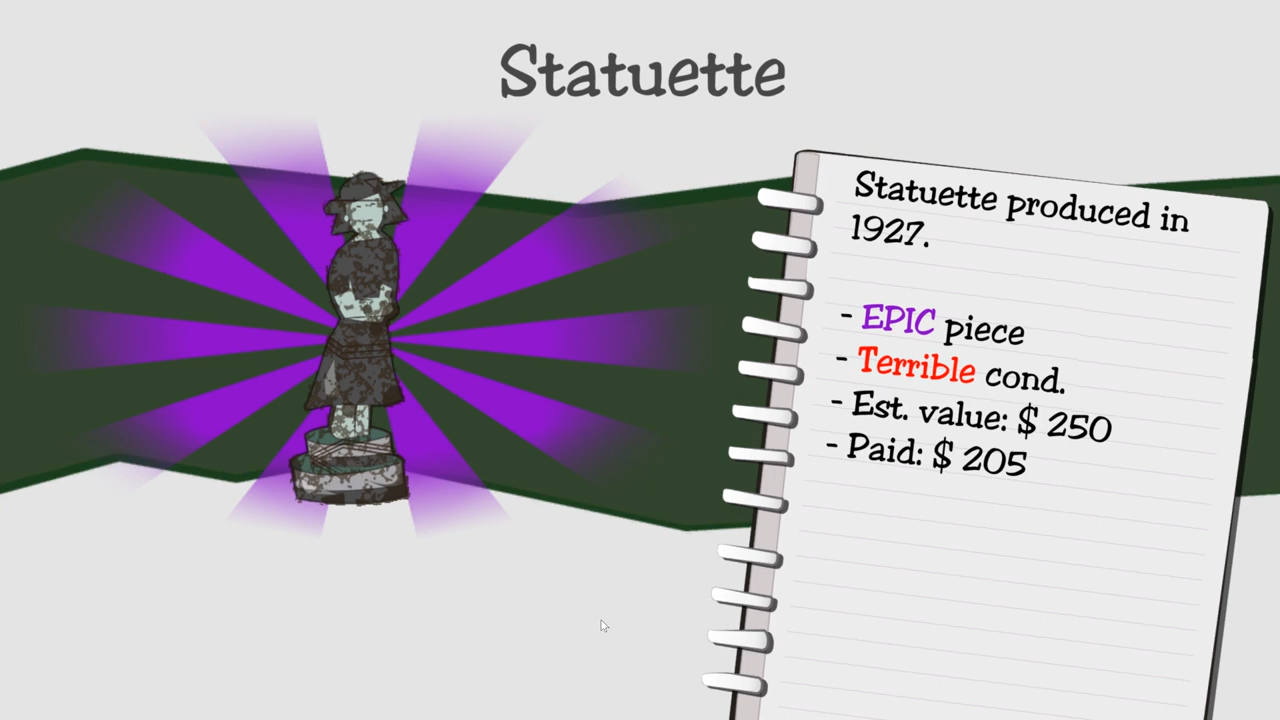 Statuette
Statuette produced in
1927.
- EPIC piece
- Terrible cond.
- Est. value: $ 250
- Paid: $ 205